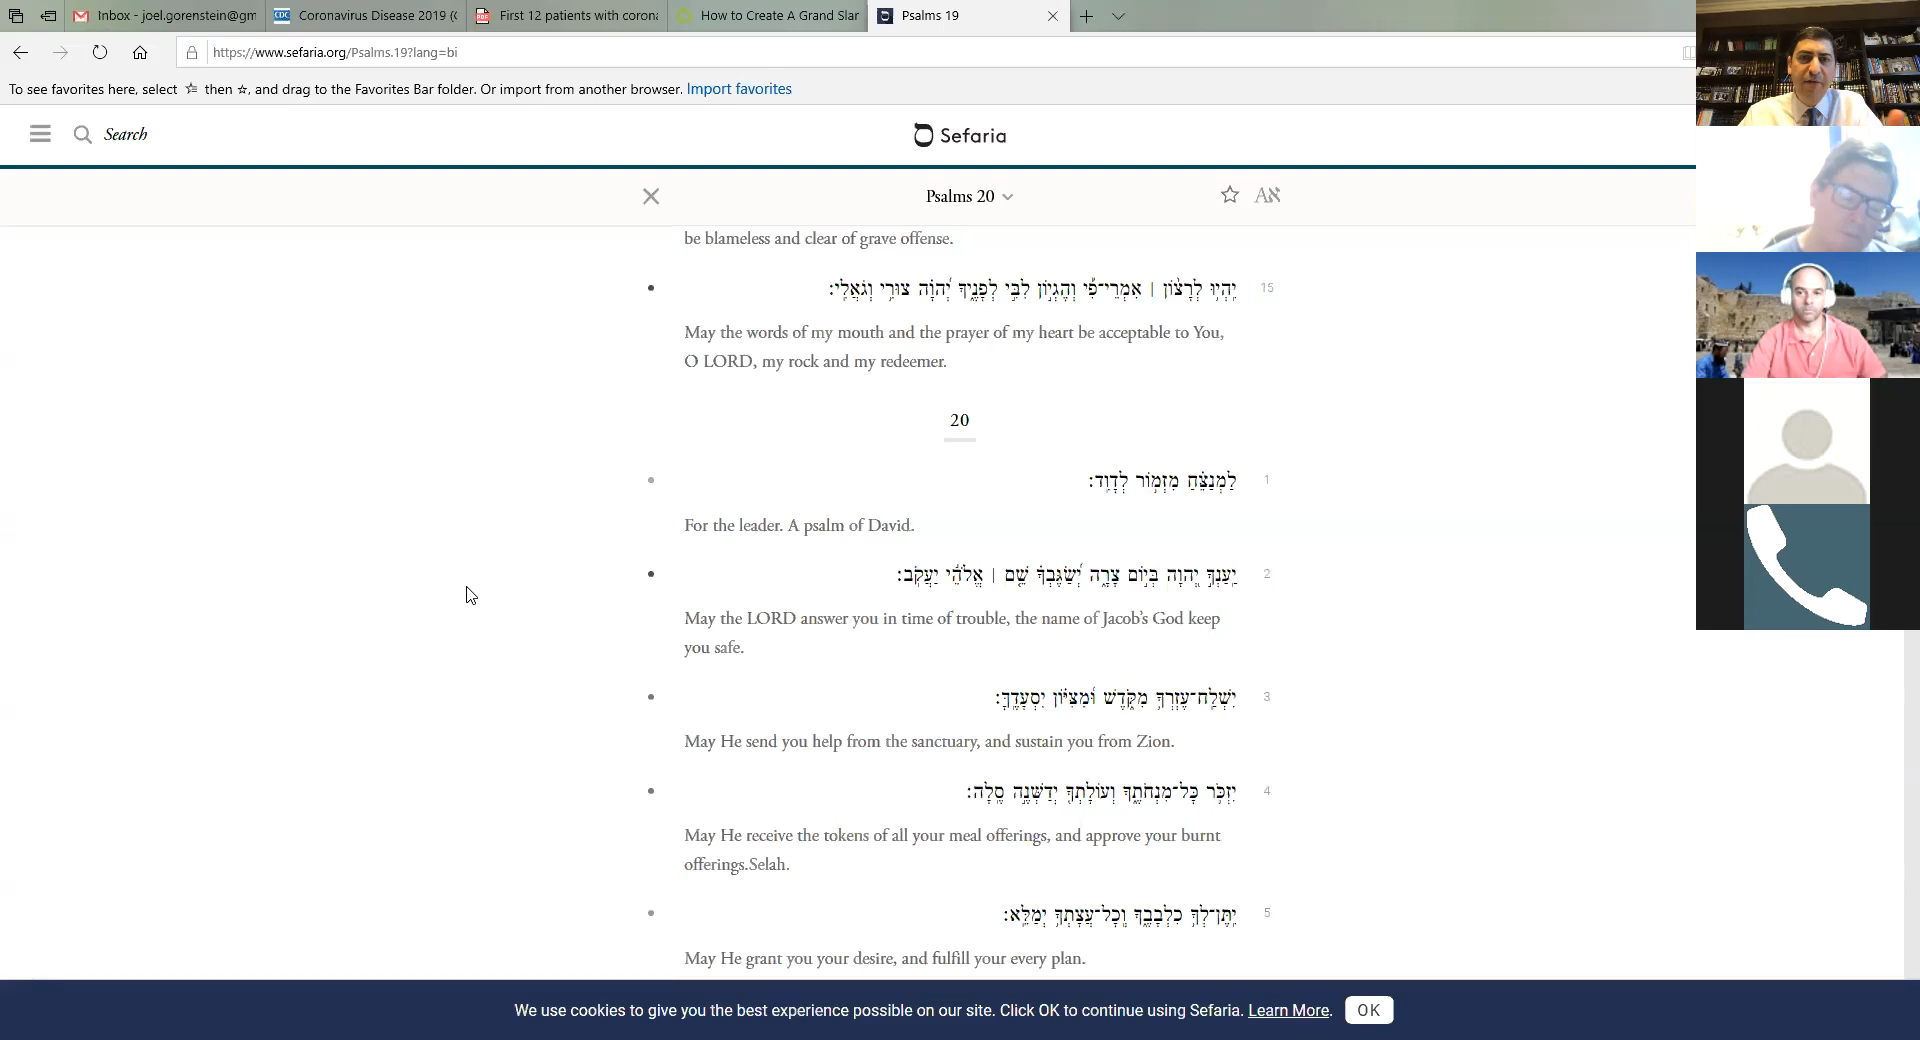 Inbox - joel.gorenstein@gm
Coronavirus Disease 2019 (C
First 12 patients with corona
How to Create A Grand Slar
Psalms 19
https://www.sefaria.org/Psalms.19?lang=bi
To see favorites here, select then, and drag to the Favorites Bar folder. Or import from another browser. Import favorites
Search
Sefaria
Psalms 20
be blameless and clear of grave offense.
15 יִֽהְי֥וּ לְרָצ֨וֹן ׀ אִמְרֵי־פִ֡י וְהֶגְי֣וֹן לִבִּ֣י לְפָנֶ֑יךָ יְ֝הוָ֗ה צוּרִ֥י וְגֹאֲלִֽי׃
May the words of my mouth and the prayer of my heart be acceptable to You,
O LORD, my rock and my redeemer.
20
1 לַמְנַצֵּ֗חַ מִזְמ֥וֹר לְדָוִֽד׃
For the leader. A psalm of David.
2 יַֽעַנְךָ֣ יְ֭הוָה בְּי֣וֹם צָרָ֑ה יְ֝שַׂגֶּבְךָ֗ שֵׁ֤ם ׀ אֱלֹהֵ֬י יַעֲקֹֽב׃
May the LORD answer you in time of trouble, the name of Jacob’s God keep
you safe.
3 יִשְׁלַֽח־עֶזְרְךָ֥ מִקֹּ֑דֶשׁ וּ֝מִצִּיּ֗וֹן יִסְעָדֶֽךָּ׃
May He send you help from the sanctuary, and sustain you from Zion.
4 יִזְכֹּ֥ר כָּל־מִנְחֹתֶ֑ךָ וְעוֹלָתְךָ֖ יְדַשְּׁנֶ֣ה סֶֽלָה׃
May He receive the tokens of all your meal offerings, and approve your burnt
offerings.Selah.
5 יִֽתֶּן־לְךָ֥ כִלְבָבֶ֑ךָ וְֽכָל־עֲצָתְךָ֥ יְמַלֵּֽא׃
May He grant you your desire, and fulfill your every plan.
We use cookies to give you the best experience possible on our site. Click OK to continue using Sefaria. Learn More. OK